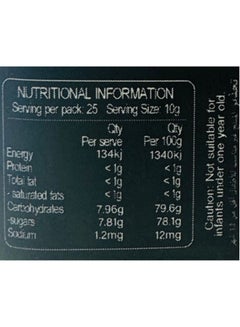 NUTRITIONAL INFORMATION
Serving per pack: 25 Serving Size: 10g
Qty Qty
Per serve Per 100g
Energy 134kj 1340kj
Protein < 1g < 1g
Total fat < 1g < 1g
- saturated fats < 1g < 1g
Carbohydrates 7.96g 79.6g
-sugars 7.81g 78.1g
Sodium 1.2mg 12mg
Caution: Not suitable for
infants under one year old.